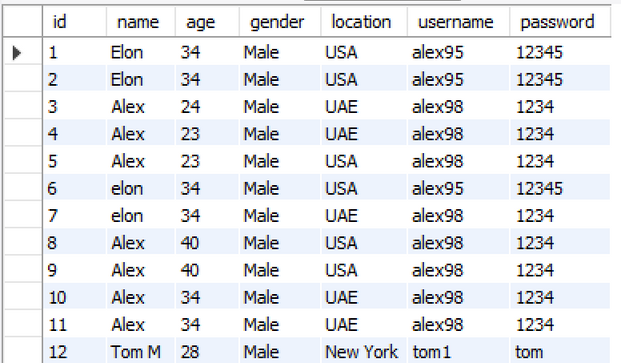 id name age gender location username password
1 Elon 34 Male USA alex95 12345
2 Elon 34 Male USA alex95 12345
3 Alex 24 Male UAE alex98 1234
4 Alex 23 Male UAE alex98 1234
5 Alex 23 Male USA alex98 1234
6 elon 34 Male USA alex95 12345
7 elon 34 Male UAE alex98 1234
8 Alex 40 Male USA alex98 1234
9 Alex 40 Male USA alex98 1234
10 Alex 34 Male UAE alex98 1234
11 Alex 34 Male UAE alex98 1234
12 Tom M 28 Male New York tom1 tom